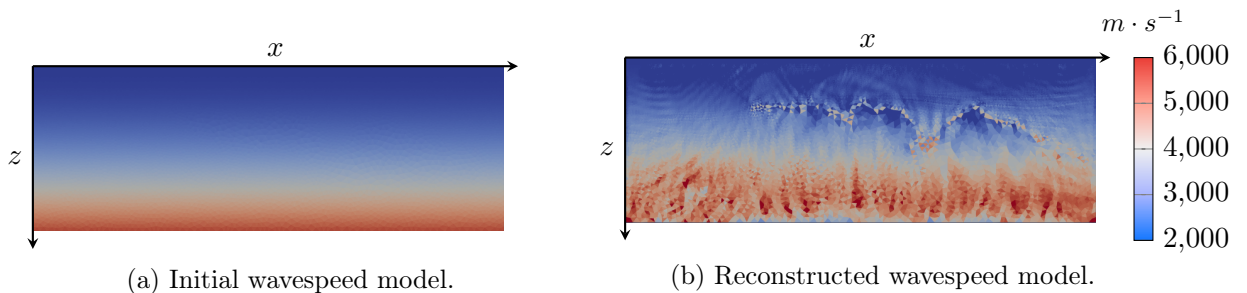 x
z
(a) Initial wavespeed model.
x
z
(b) Reconstructed wavespeed model.
m · s⁻¹
6,000
5,000
4,000
3,000
2,000